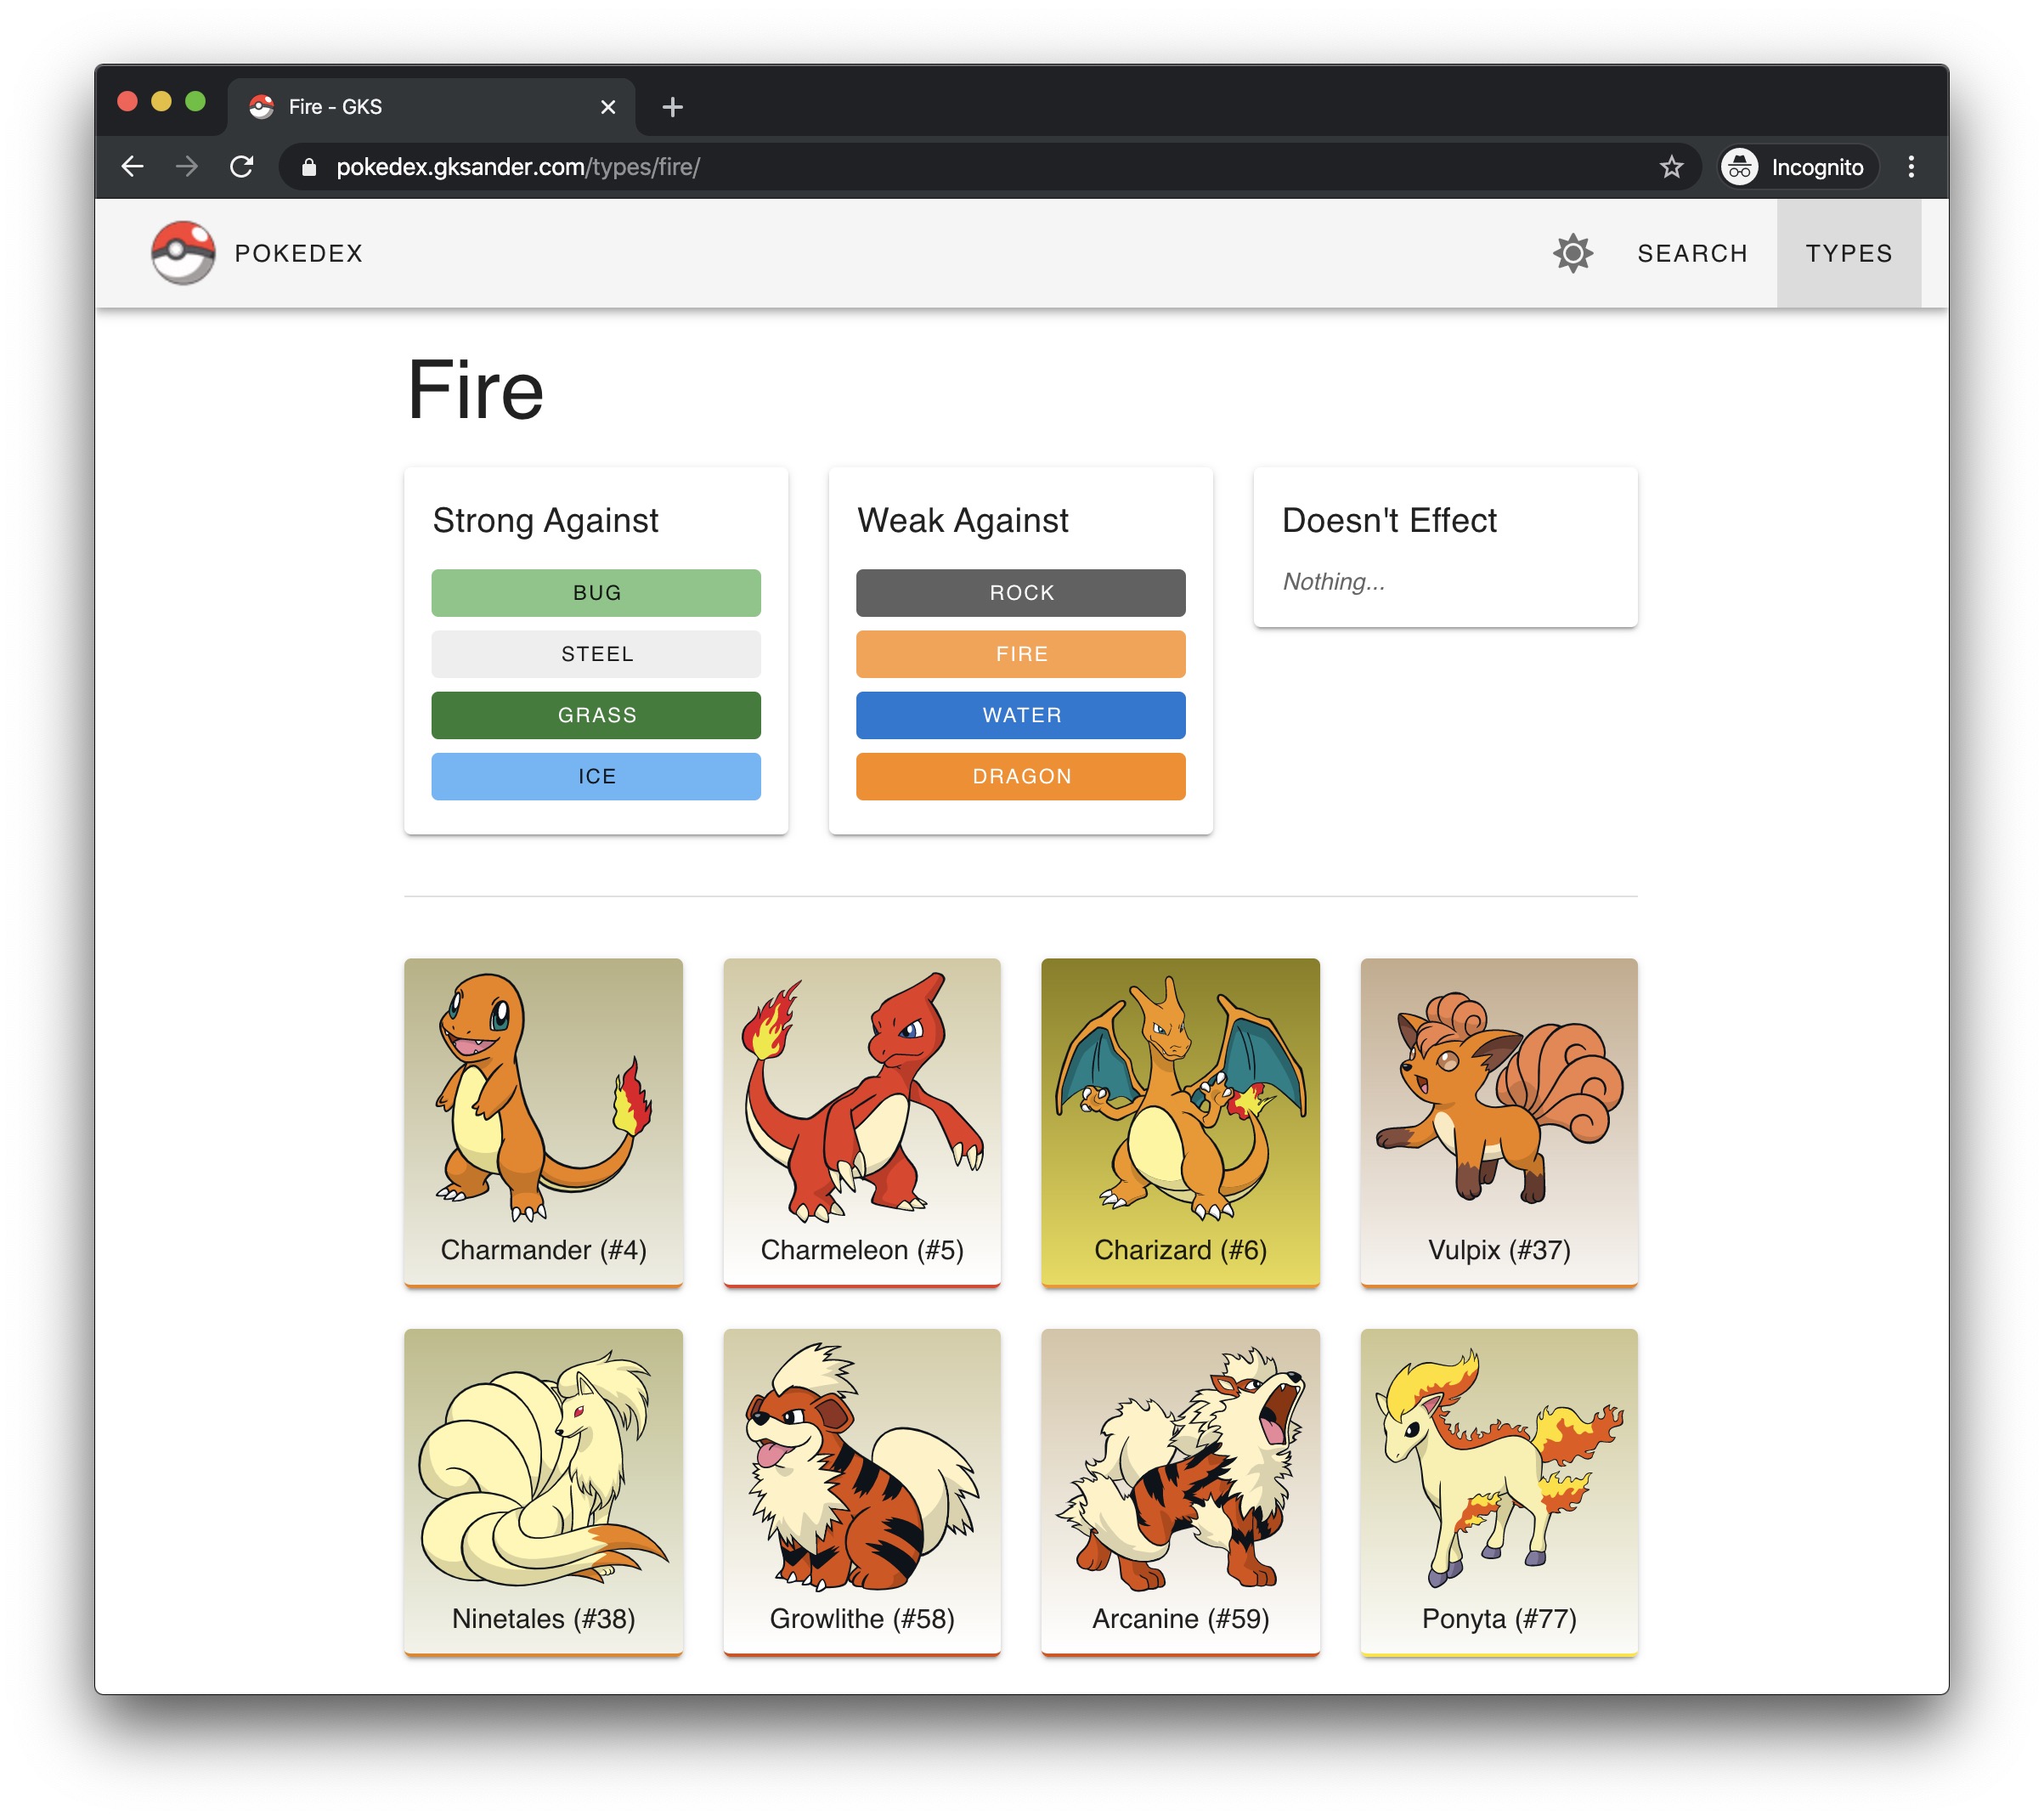 Fire - GKS
pokedex.gksander.com/types/fire/
Incognito
POKEDEX
SEARCH
TYPES
Fire
Strong Against
BUG
STEEL
GRASS
ICE
Weak Against
ROCK
FIRE
WATER
DRAGON
Doesn't Effect
Nothing...
Charmander (#4)
Charmeleon (#5)
Charizard (#6)
Vulpix (#37)
Ninetales (#38)
Growlithe (#58)
Arcanine (#59)
Ponyta (#77)